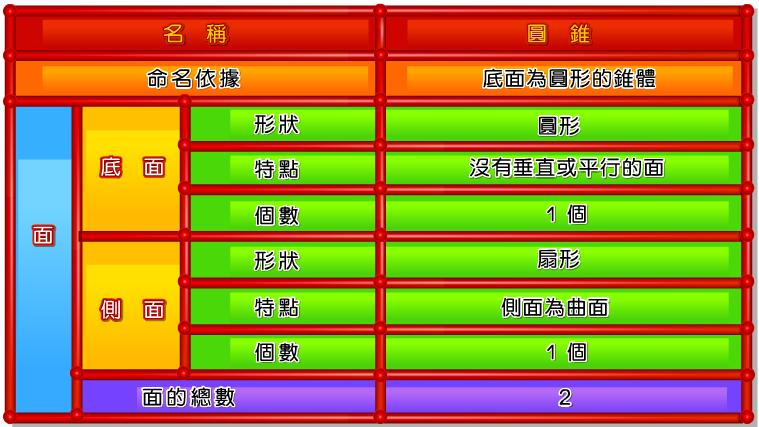 名稱 圓錐
命名依據 底面為圓形的錐體
面
底面
形狀 圓形
特點 沒有垂直或平行的面
個數 1個
側面
形狀 扇形
特點 側面為曲面
個數 1個
面的總數 2